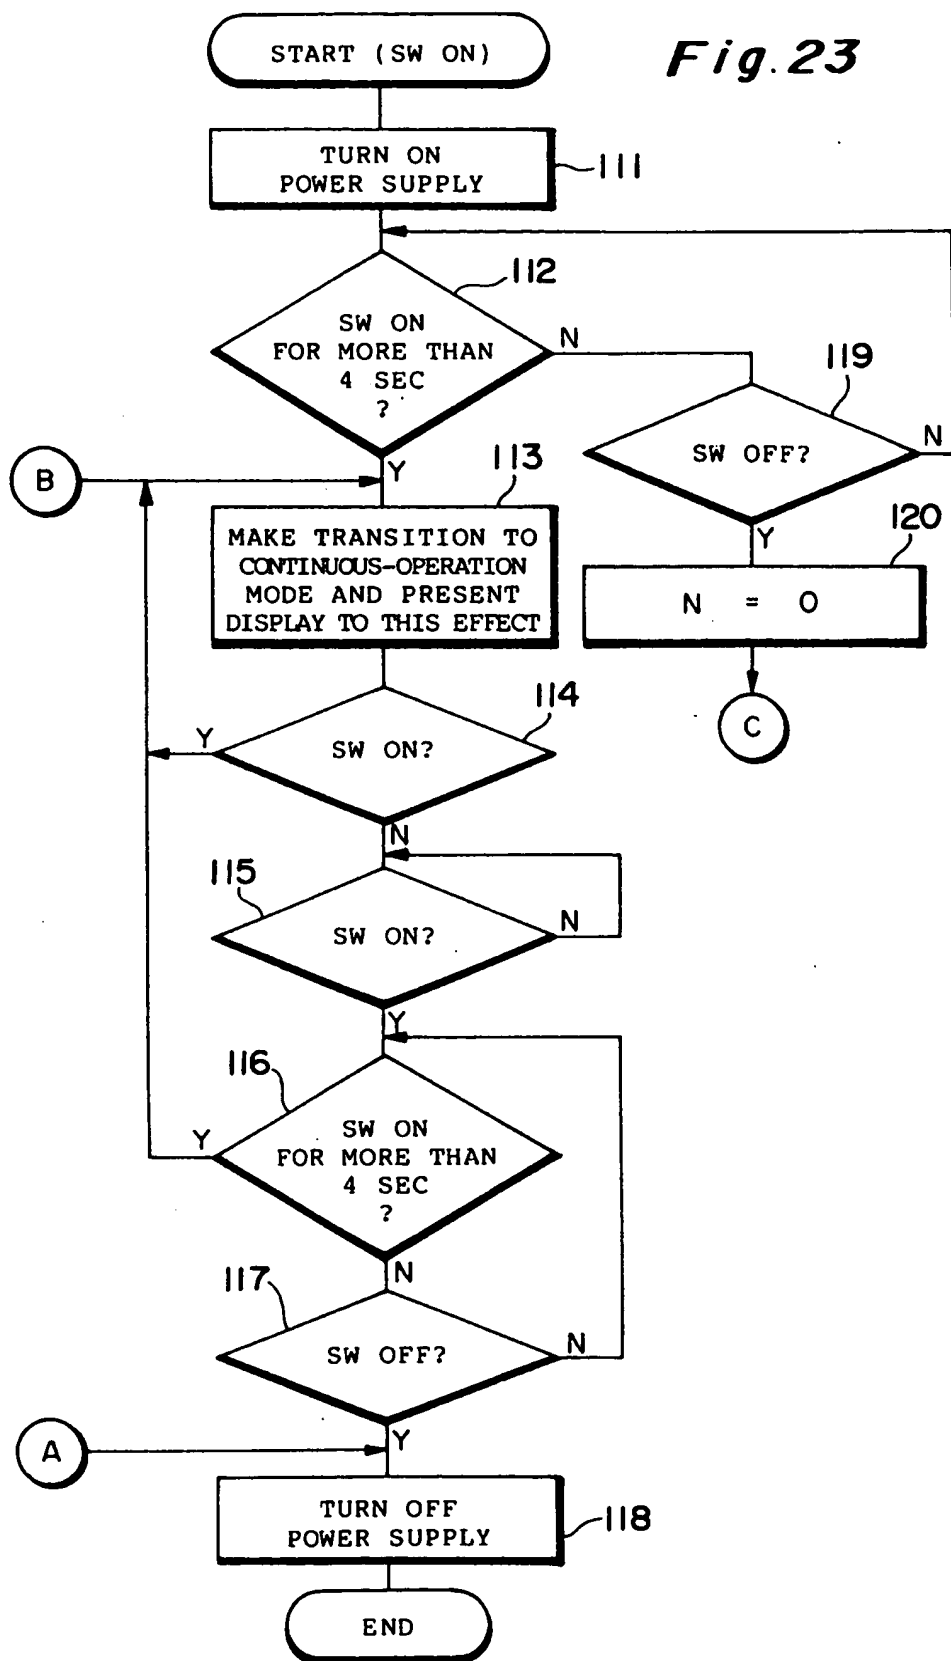 START (SW ON)
Fig.23
TURN ON
POWER SUPPLY
111
112
SW ON
FOR MORE THAN
4 SEC
?
N
Y
119
SW OFF?
N
Y
120
N = 0
C
B
113
MAKE TRANSITION TO
CONTINUOUS-OPERATION
MODE AND PRESENT
DISPLAY TO THIS EFFECT
114
SW ON?
Y
N
115
SW ON?
N
Y
116
SW ON
FOR MORE THAN
4 SEC
?
Y
N
117
SW OFF?
N
Y
A
TURN OFF
POWER SUPPLY
118
END